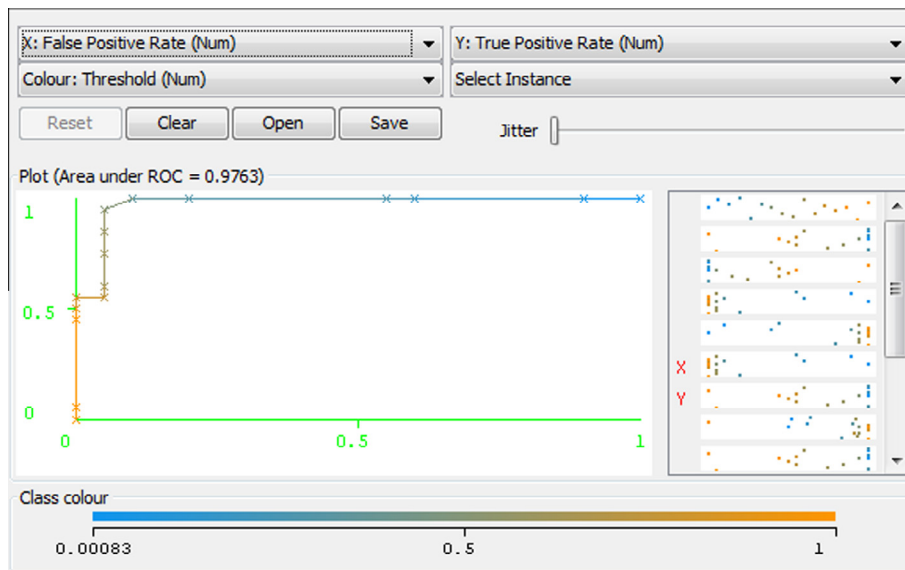 X: False Positive Rate (Num)
Y: True Positive Rate (Num)
Colour: Threshold (Num)
Select Instance
Reset
Clear
Open
Save
Jitter
Plot (Area under ROC = 0.9763)
1
0.5
0
0
0.5
1
X
Y
Class colour
0.00083
0.5
1